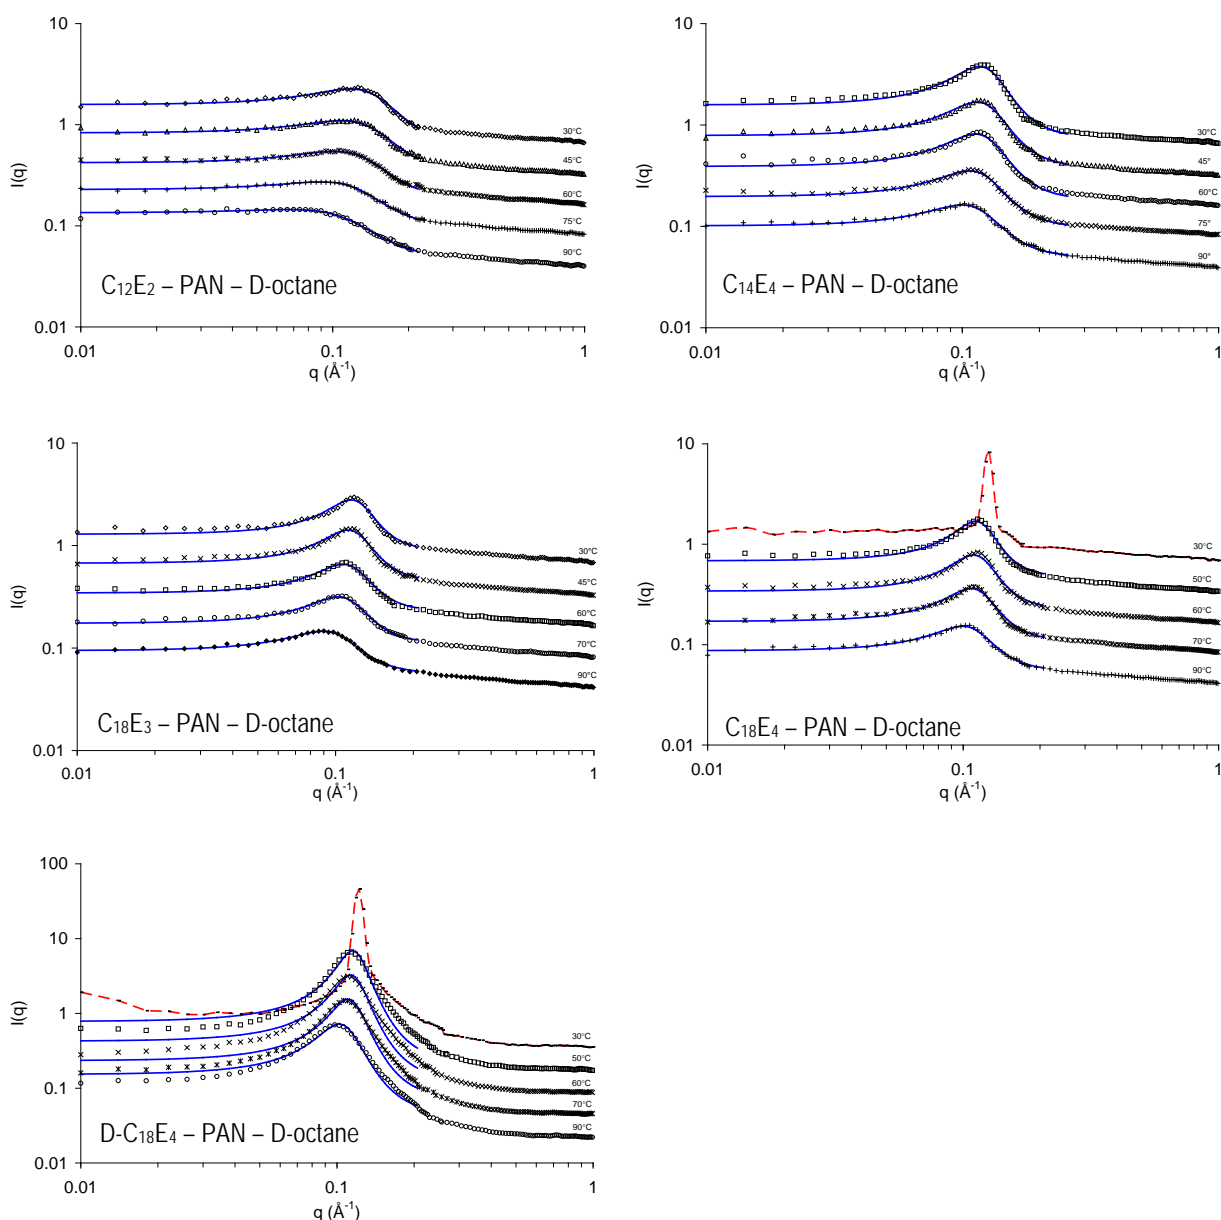 10
1
0.1
0.01
I(q)
30°C
45°C
60°C
75°C
90°C
C₁₂E₂ – PAN – D-octane
0.01
0.1
1
q (Å⁻¹)
10
1
0.1
0.01
I(q)
30°C
45°
60°C
75°
90°
C₁₄E₄ – PAN – D-octane
0.01
0.1
1
q (Å⁻¹)
10
1
0.1
0.01
I(q)
30°C
45°C
60°C
70°C
90°C
C₁₈E₃ – PAN – D-octane
0.01
0.1
1
q (Å⁻¹)
10
1
0.1
0.01
I(q)
30°C
50°C
60°C
70°C
90°C
C₁₈E₄ – PAN – D-octane
0.01
0.1
1
q (Å⁻¹)
100
10
1
0.1
0.01
I(q)
30°C
50°C
60°C
70°C
90°C
D-C₁₈E₄ – PAN – D-octane
0.01
0.1
1
q (Å⁻¹)